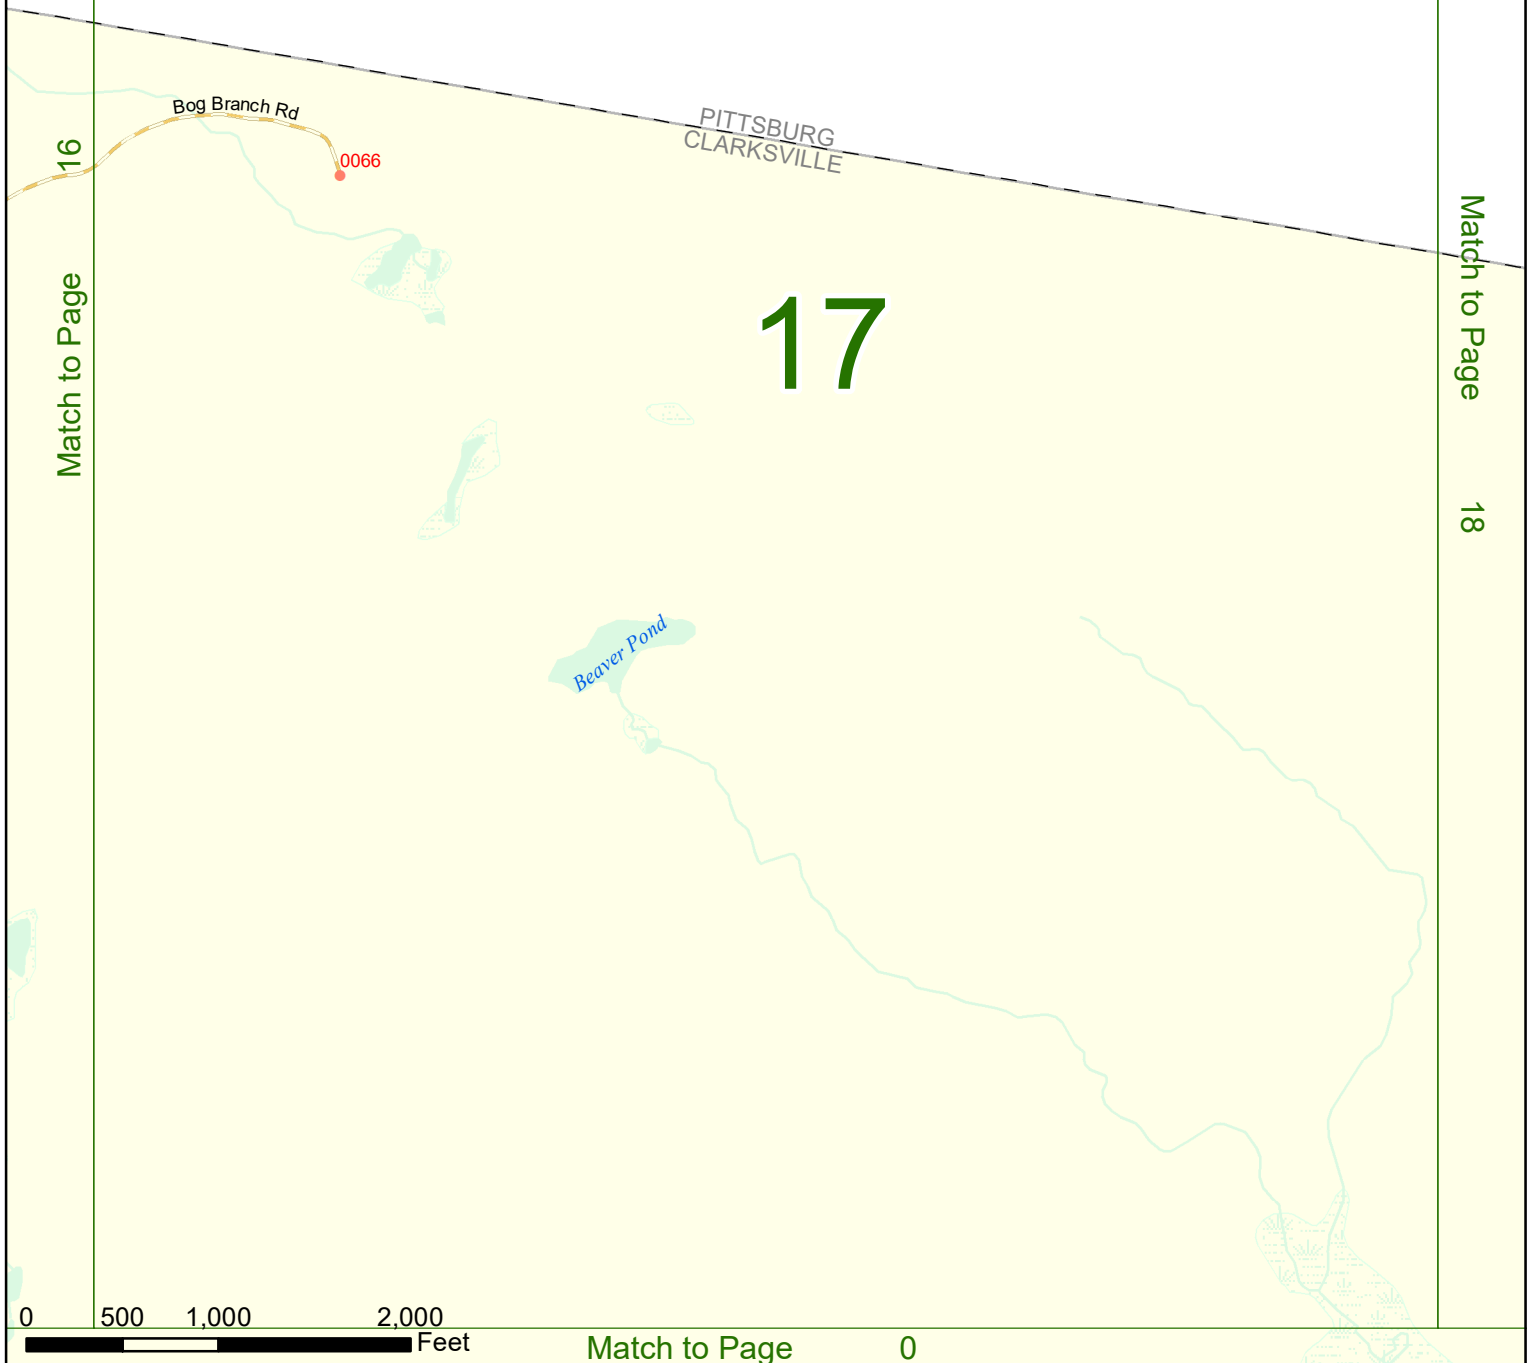 PITTSBURG
CLARKSVILLE
Bog Branch Rd
0066
Match to Page 16
17
Match to Page 18
Beaver Pond
0 500 1,000 2,000
Feet
Match to Page 0